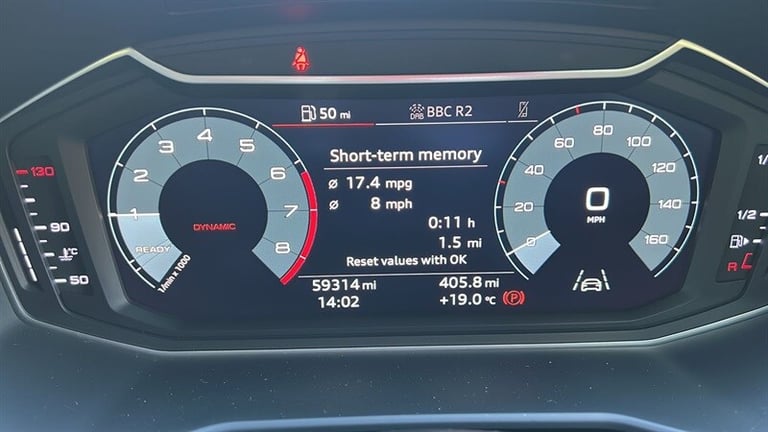 50 mi
DAB BBC R2
Short-term memory
Ø 17.4 mpg
Ø 8 mph
0:11 h
1.5 mi
Reset values with OK
59314 mi 405.8 mi
14:02 +19.0 °C
1 2 3 4 5 6 7 8
READY
DYNAMIC
1/min x 1000
0 20 40 60 80 100 120 140 160
0
MPH
130
90
°C
50
1/
1/2
R
P